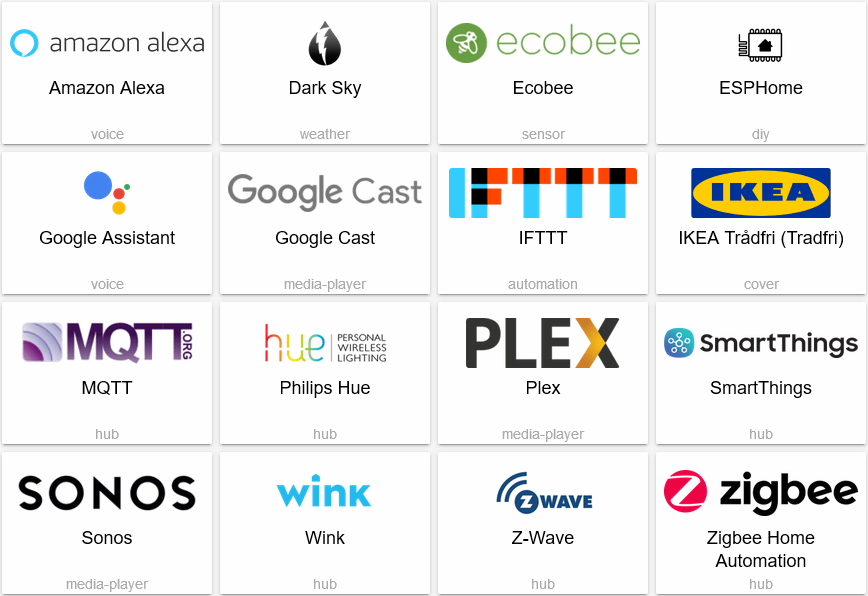 amazon alexa
Amazon Alexa
voice
Dark Sky
weather
ecobee
Ecobee
sensor
ESPHome
diy
Google Assistant
voice
Google Cast
Google Cast
media-player
IFTTT
IFTTT
automation
IKEA
IKEA Trådfri (Tradfri)
cover
MQTT.ORG
MQTT
hub
hue PERSONAL
WIRELESS
LIGHTING
Philips Hue
hub
PLEX
Plex
media-player
SmartThings
SmartThings
hub
SONOS
Sonos
media-player
wink
Wink
hub
Z WAVE
Z-Wave
hub
zigbee
Zigbee Home
Automation
hub